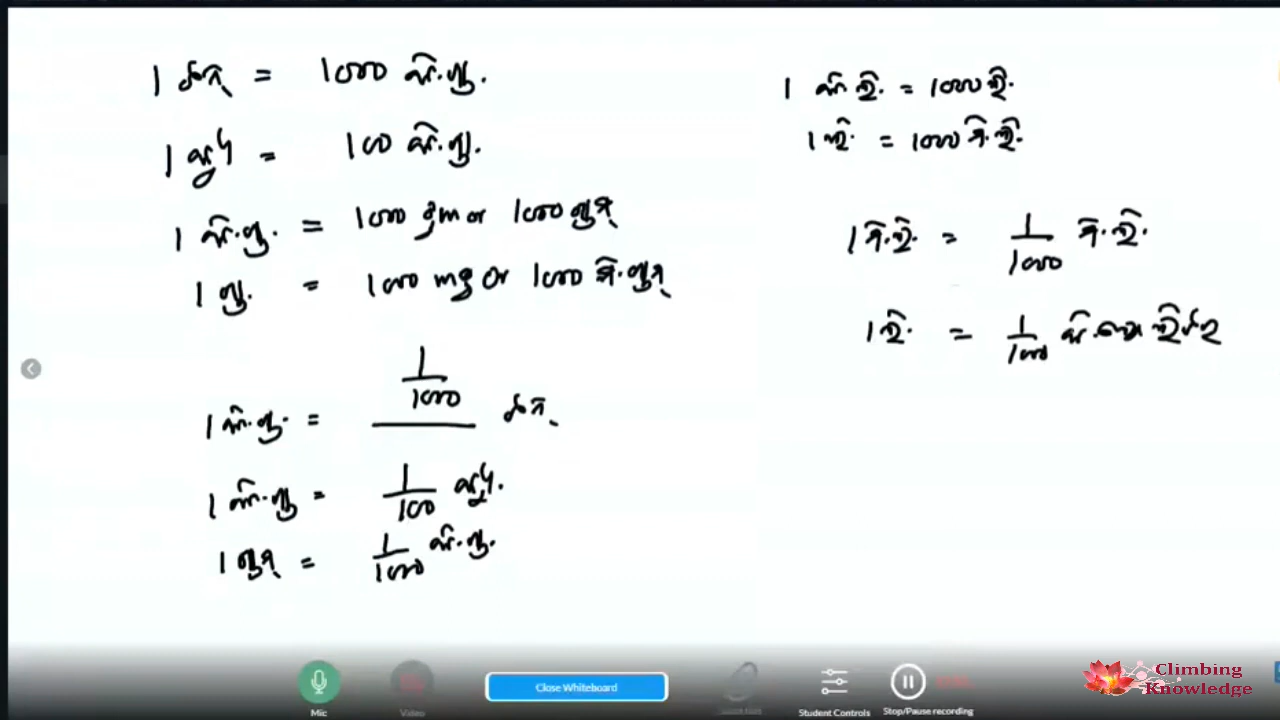 1 ଟନ୍ = 1000 କି.ଗ୍ରା.
1 = 100 କି.ଗ୍ରା.
1 କି.ଗ୍ରା. = 1000 gm or 1000 ଗ୍ରାମ୍
1 ଗ୍ରା. = 1000 mg or 1000 ମି.ଗ୍ରାମ୍
1 କି.ଗ୍ରା. = 1/1000 ଟନ୍
1 କି.ଗ୍ରା = 1/100
1 ଗ୍ରାମ୍ = 1/1000 କି.ଗ୍ରା.
1 କି ଲି. = 1000 ଲି.
1 ଲି. = 1000 ମି.ଲି.
1 ମି.ଲି. = 1/1000 ମି.ଲି.
1 ଲି. = 1/1000 ଲିଟର
Close Whiteboard
Mic
Video
Student Controls
Stop/Pause recording
Climbing
Knowledge